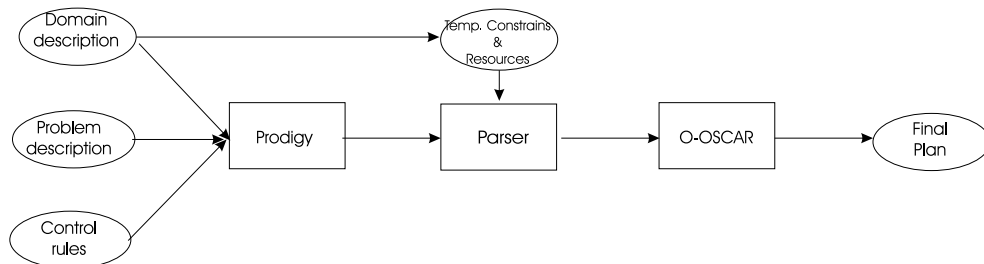 Domain
description
Temp. Constrains
&
Resources
Problem
description
Prodigy
Parser
O-OSCAR
Final
Plan
Control
rules